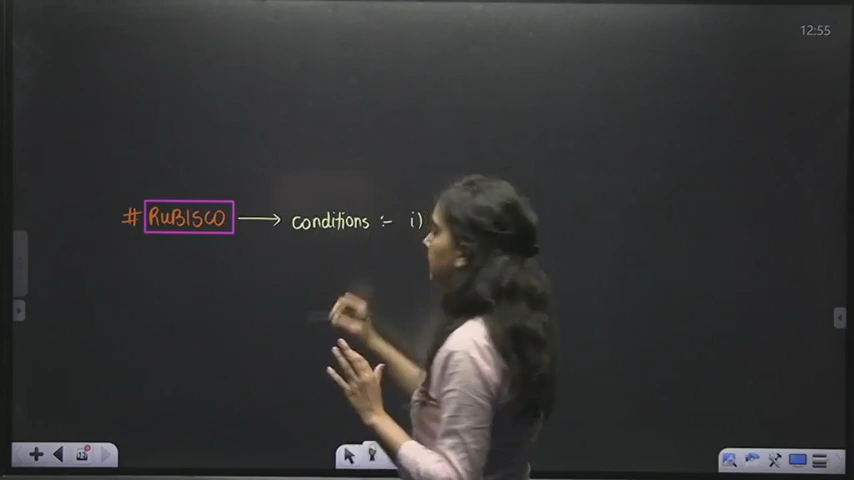 12:55
# RUBISCO → conditions :- i)